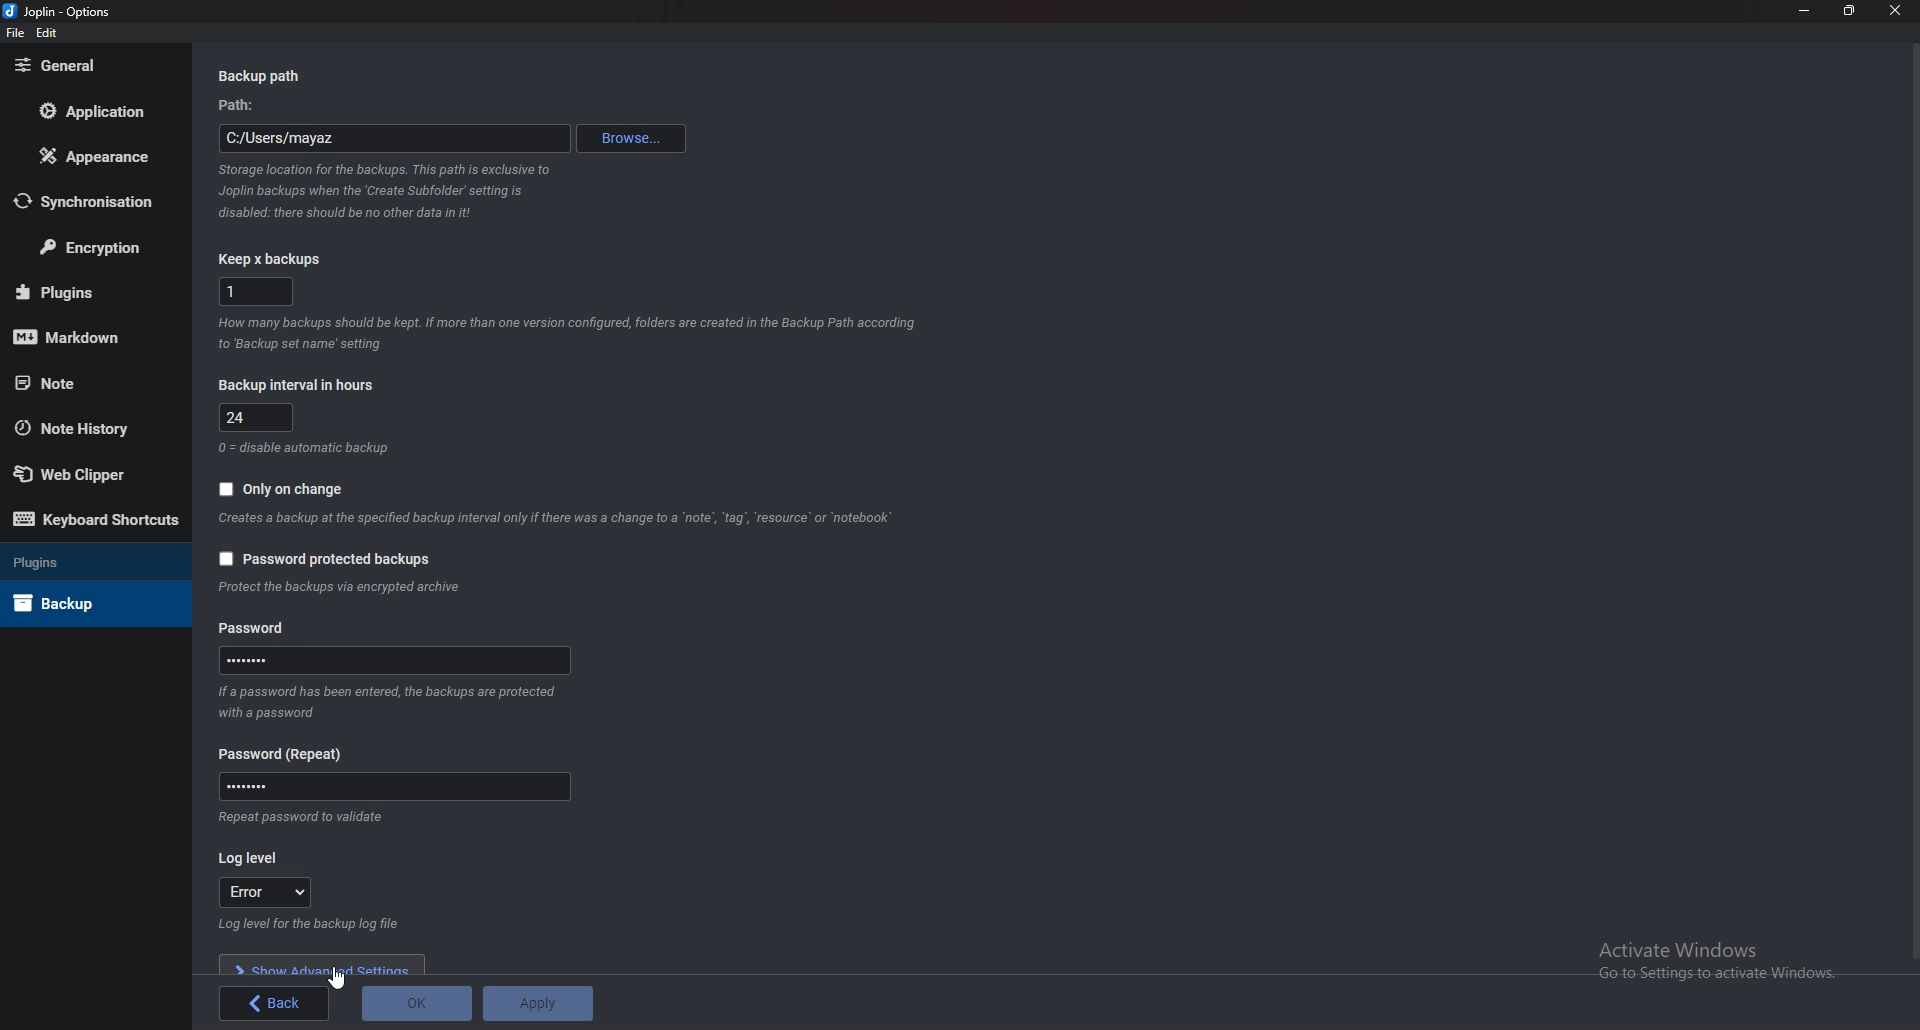 Joplin - Options
File Edit
General
Application
Appearance
Synchronisation
Encryption
Plugins
Markdown
Note
Note History
Web Clipper
Keyboard Shortcuts
Plugins
Backup
Backup path
Path:
C:/Users/mayaz
Browse...
Storage location for the backups. This path is exclusive to
Joplin backups when the 'Create Subfolder' setting is
disabled: there should be no other data in it!
Keep x backups
1
How many backups should be kept. If more than one version configured, folders are created in the Backup Path according
to 'Backup set name' setting
Backup interval in hours
24
0 = disable automatic backup
Only on change
Creates a backup at the specified backup interval only if there was a change to a `note`, `tag`, `resource` or `notebook`
Password protected backups
Protect the backups via encrypted archive
Password
••••••••
If a password has been entered, the backups are protected
with a password
Password (Repeat)
••••••••
Repeat password to validate
Log level
Error
Log level for the backup log file
Show Advanced Settings
Back
OK
Apply
Activate Windows
Go to Settings to activate Windows.